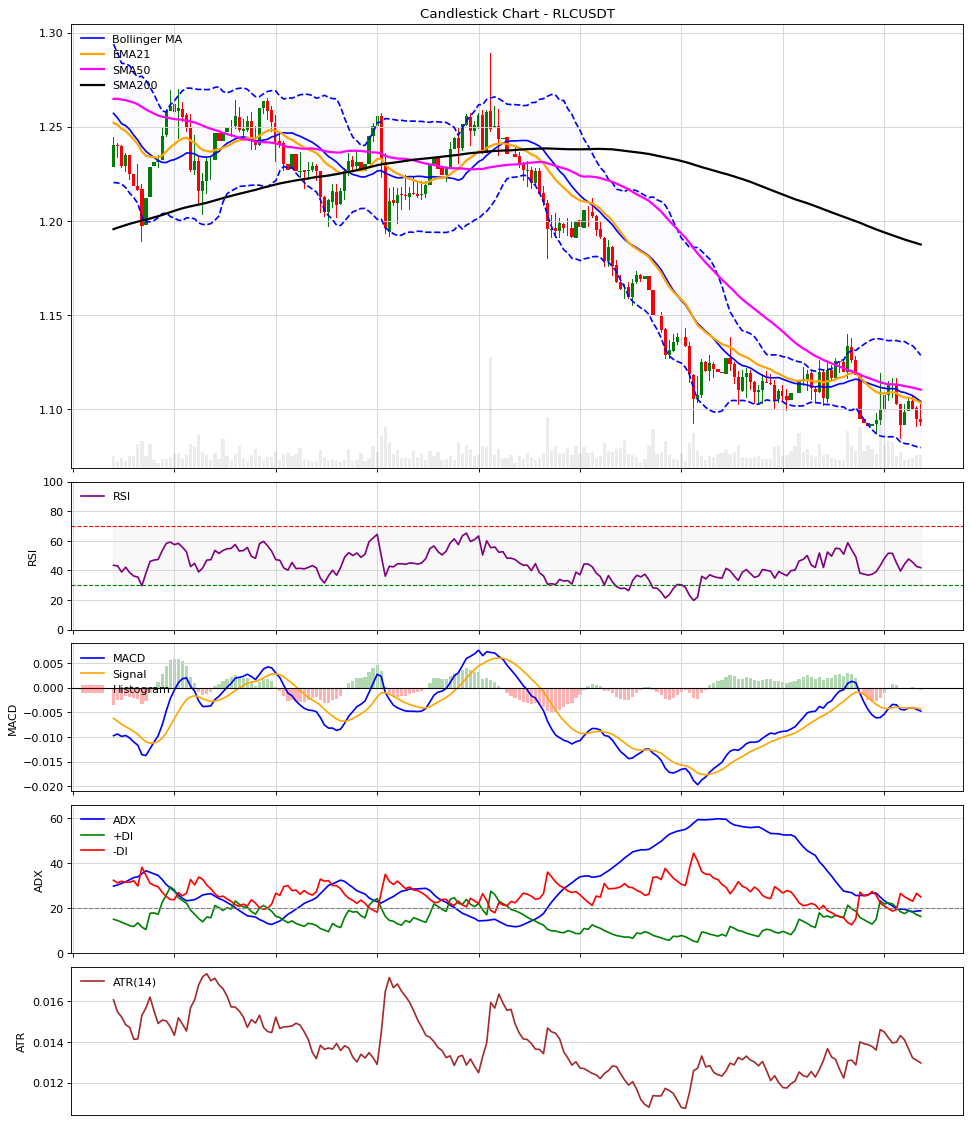 Candlestick Chart - RLCUSDT
1.30
1.25
1.20
1.15
1.10
Bollinger MA
EMA21
SMA50
SMA200
100
80
60
40
20
0
RSI
RSI
0.005
0.000
−0.005
−0.010
−0.015
−0.020
MACD
MACD
Signal
Histogram
60
40
20
0
ADX
ADX
+DI
-DI
0.016
0.014
0.012
ATR
ATR(14)